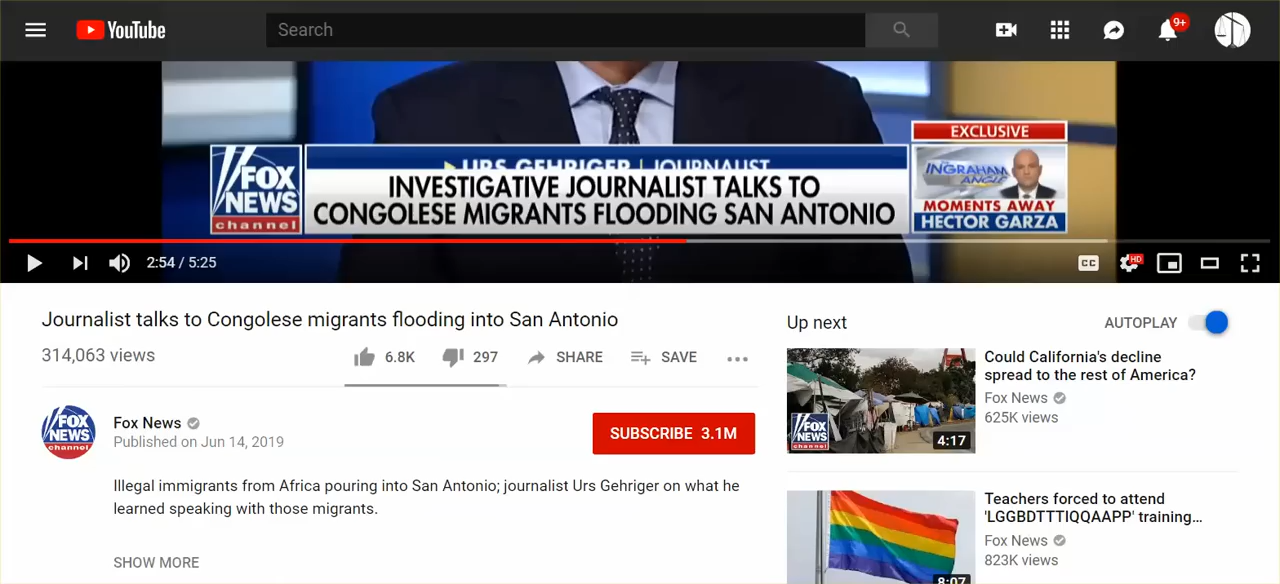 YouTube
Search
9+
URS GEHRIGER | JOURNALIST
INVESTIGATIVE JOURNALIST TALKS TO
CONGOLESE MIGRANTS FLOODING SAN ANTONIO
FOX
NEWS
channel
EXCLUSIVE
INGRAHAM
ANGLE
MOMENTS AWAY
HECTOR GARZA
2:54 / 5:25
CC
HD
Journalist talks to Congolese migrants flooding into San Antonio
314,063 views
6.8K
297
SHARE
SAVE
FOX
NEWS
channel
Fox News
Published on Jun 14, 2019
SUBSCRIBE 3.1M
Illegal immigrants from Africa pouring into San Antonio; journalist Urs Gehriger on what he
learned speaking with those migrants.
SHOW MORE
Up next
AUTOPLAY
FOX
NEWS
channel
4:17
Could California's decline
spread to the rest of America?
Fox News
625K views
8:07
Teachers forced to attend
'LGGBDTTTIQQAAPP' training...
Fox News
823K views